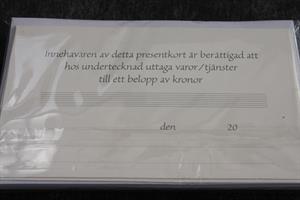 Innehavaren av detta presentkort är berättigad att
hos undertecknad uttaga varor/tjänster
till ett belopp av kronor
den 20